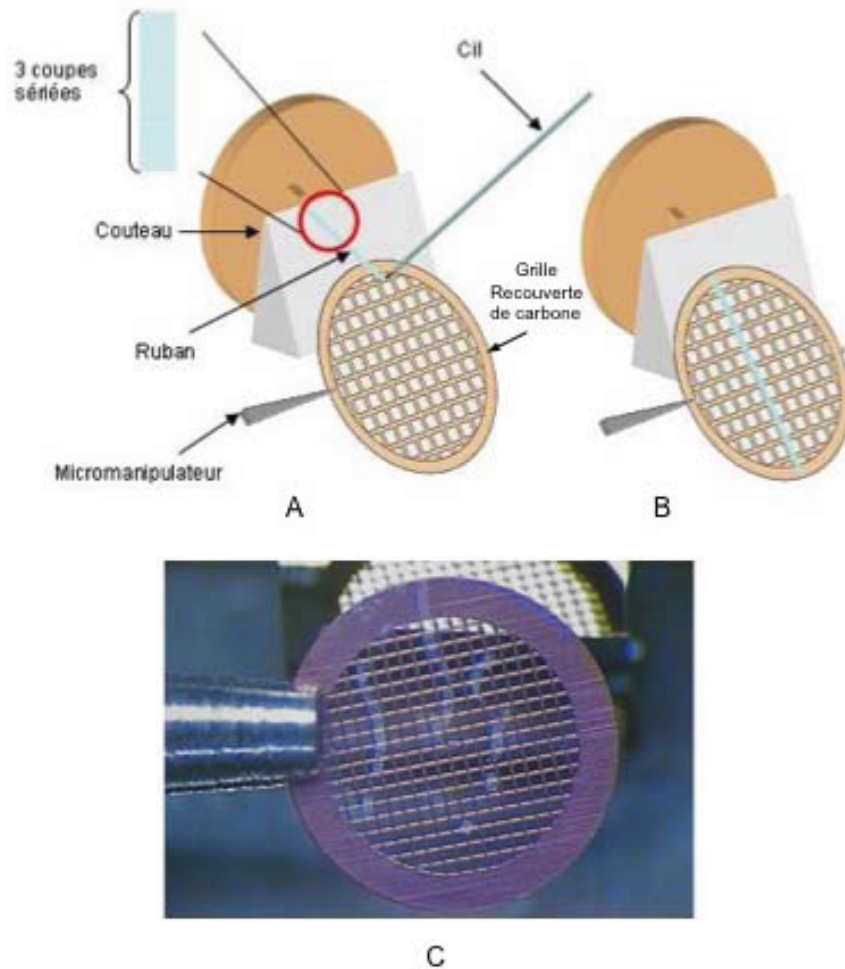 3 coupes
sériées
Cil
Couteau
Grille
Recouverte
de carbone
Ruban
Micromanipulateur
A
B
C